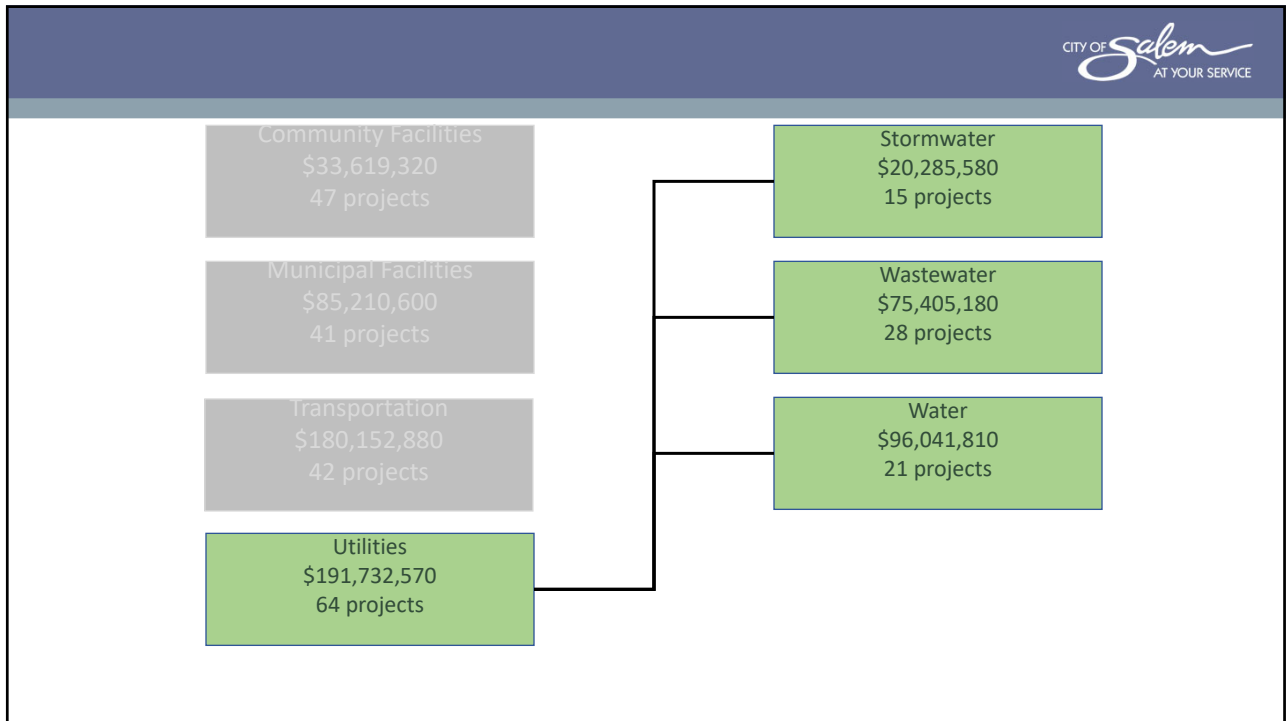 CITY OF Salem
AT YOUR SERVICE
Community Facilities
$33,619,320
47 projects
Municipal Facilities
$85,210,600
41 projects
Transportation
$180,152,880
42 projects
Utilities
$191,732,570
64 projects
Stormwater
$20,285,580
15 projects
Wastewater
$75,405,180
28 projects
Water
$96,041,810
21 projects